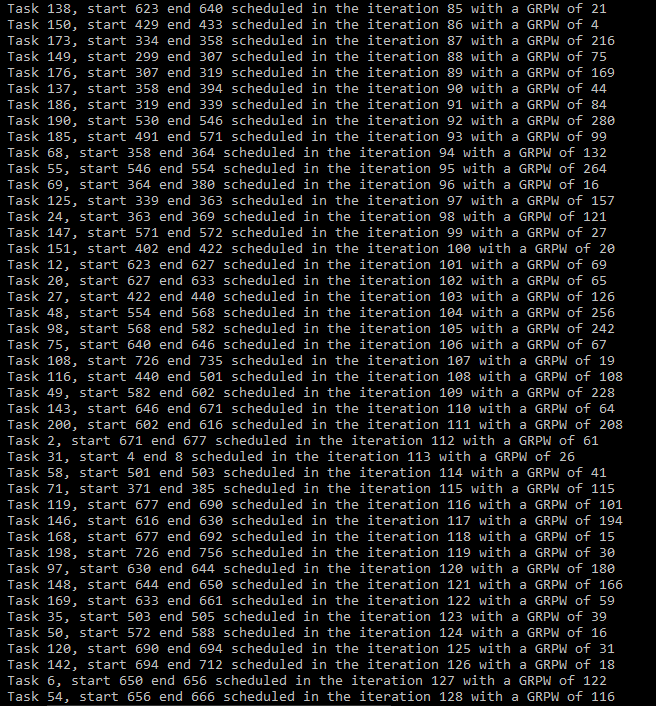 Task 138, start 623 end 640 scheduled in the iteration 85 with a GRPW of 21
Task 150, start 429 end 433 scheduled in the iteration 86 with a GRPW of 4
Task 173, start 334 end 358 scheduled in the iteration 87 with a GRPW of 216
Task 149, start 299 end 307 scheduled in the iteration 88 with a GRPW of 75
Task 176, start 307 end 319 scheduled in the iteration 89 with a GRPW of 169
Task 137, start 358 end 394 scheduled in the iteration 90 with a GRPW of 44
Task 186, start 319 end 339 scheduled in the iteration 91 with a GRPW of 84
Task 190, start 530 end 546 scheduled in the iteration 92 with a GRPW of 280
Task 185, start 491 end 571 scheduled in the iteration 93 with a GRPW of 99
Task 68, start 358 end 364 scheduled in the iteration 94 with a GRPW of 132
Task 55, start 546 end 554 scheduled in the iteration 95 with a GRPW of 264
Task 69, start 364 end 380 scheduled in the iteration 96 with a GRPW of 16
Task 125, start 339 end 363 scheduled in the iteration 97 with a GRPW of 157
Task 24, start 363 end 369 scheduled in the iteration 98 with a GRPW of 121
Task 147, start 571 end 572 scheduled in the iteration 99 with a GRPW of 27
Task 151, start 402 end 422 scheduled in the iteration 100 with a GRPW of 20
Task 12, start 623 end 627 scheduled in the iteration 101 with a GRPW of 69
Task 20, start 627 end 633 scheduled in the iteration 102 with a GRPW of 65
Task 27, start 422 end 440 scheduled in the iteration 103 with a GRPW of 126
Task 48, start 554 end 568 scheduled in the iteration 104 with a GRPW of 256
Task 98, start 568 end 582 scheduled in the iteration 105 with a GRPW of 242
Task 75, start 640 end 646 scheduled in the iteration 106 with a GRPW of 67
Task 108, start 726 end 735 scheduled in the iteration 107 with a GRPW of 19
Task 116, start 440 end 501 scheduled in the iteration 108 with a GRPW of 108
Task 49, start 582 end 602 scheduled in the iteration 109 with a GRPW of 228
Task 143, start 646 end 671 scheduled in the iteration 110 with a GRPW of 64
Task 200, start 602 end 616 scheduled in the iteration 111 with a GRPW of 208
Task 2, start 671 end 677 scheduled in the iteration 112 with a GRPW of 61
Task 31, start 4 end 8 scheduled in the iteration 113 with a GRPW of 26
Task 58, start 501 end 503 scheduled in the iteration 114 with a GRPW of 41
Task 71, start 371 end 385 scheduled in the iteration 115 with a GRPW of 115
Task 119, start 677 end 690 scheduled in the iteration 116 with a GRPW of 101
Task 146, start 616 end 630 scheduled in the iteration 117 with a GRPW of 194
Task 168, start 677 end 692 scheduled in the iteration 118 with a GRPW of 15
Task 198, start 726 end 756 scheduled in the iteration 119 with a GRPW of 30
Task 97, start 630 end 644 scheduled in the iteration 120 with a GRPW of 180
Task 148, start 644 end 650 scheduled in the iteration 121 with a GRPW of 166
Task 169, start 633 end 661 scheduled in the iteration 122 with a GRPW of 59
Task 35, start 503 end 505 scheduled in the iteration 123 with a GRPW of 39
Task 50, start 572 end 588 scheduled in the iteration 124 with a GRPW of 16
Task 120, start 690 end 694 scheduled in the iteration 125 with a GRPW of 31
Task 142, start 694 end 712 scheduled in the iteration 126 with a GRPW of 18
Task 6, start 650 end 656 scheduled in the iteration 127 with a GRPW of 122
Task 54, start 656 end 666 scheduled in the iteration 128 with a GRPW of 116